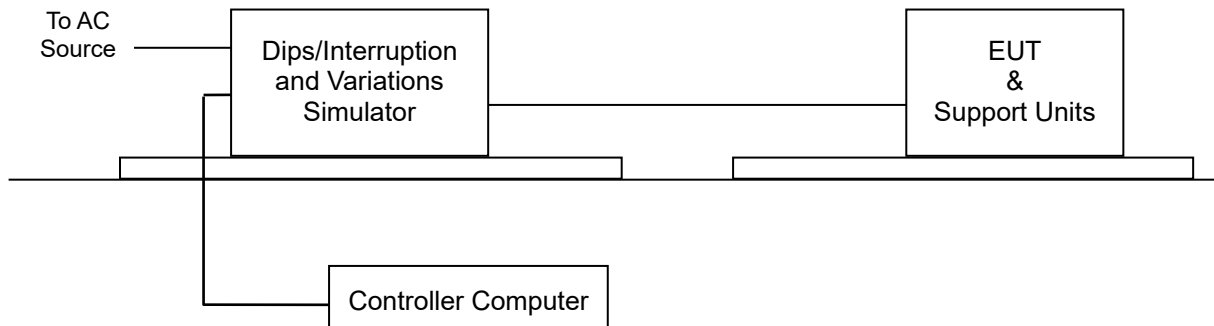 To AC
Source
Dips/Interruption
and Variations
Simulator
EUT
&
Support Units
Controller Computer